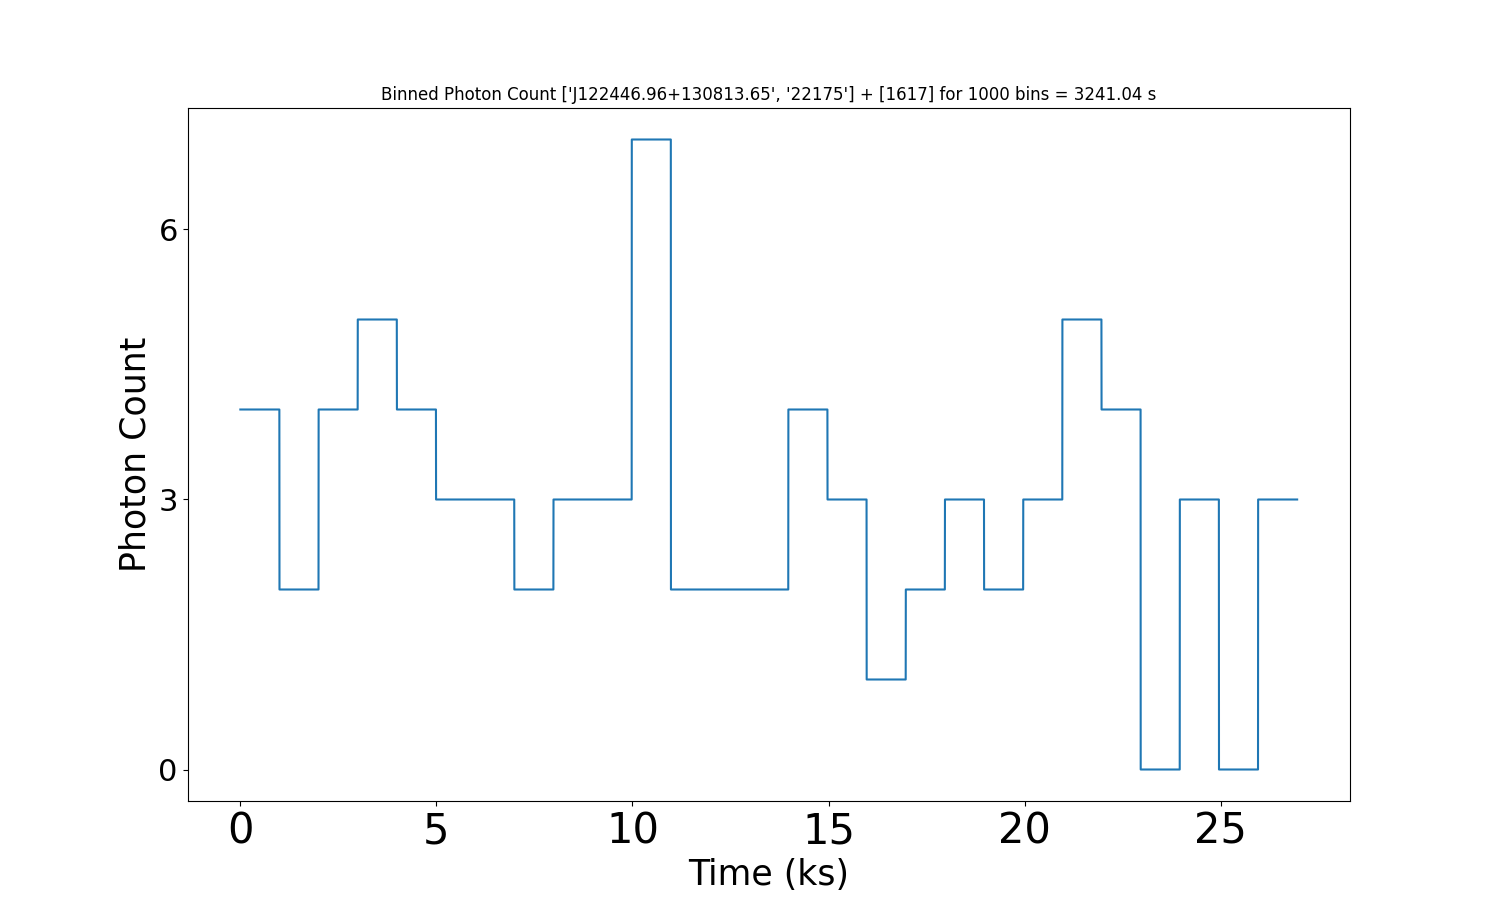 Binned Photon Count ['J122446.96+130813.65', '22175'] + [1617] for 1000 bins = 3241.04 s
Photon Count
6
3
0
0 5 10 15 20 25
Time (ks)